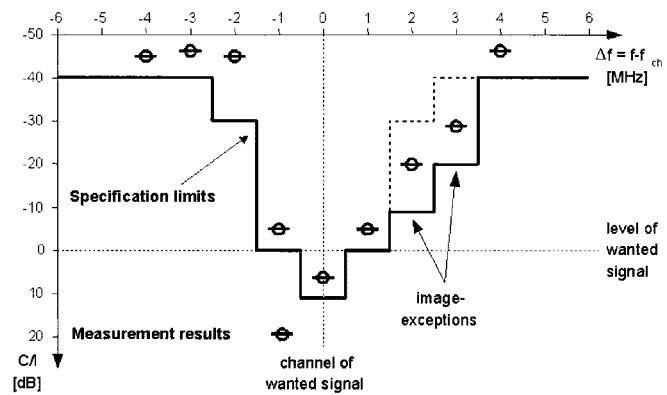 -6 -5 -4 -3 -2 -1 0 1 2 3 4 5 6
-50
Δf = f-f ch
[MHz]
-40
-30
-20
Specification limits
-10
level of
wanted
signal
0
10
image-
exceptions
20
Measurement results
C/I
[dB]
channel of
wanted signal